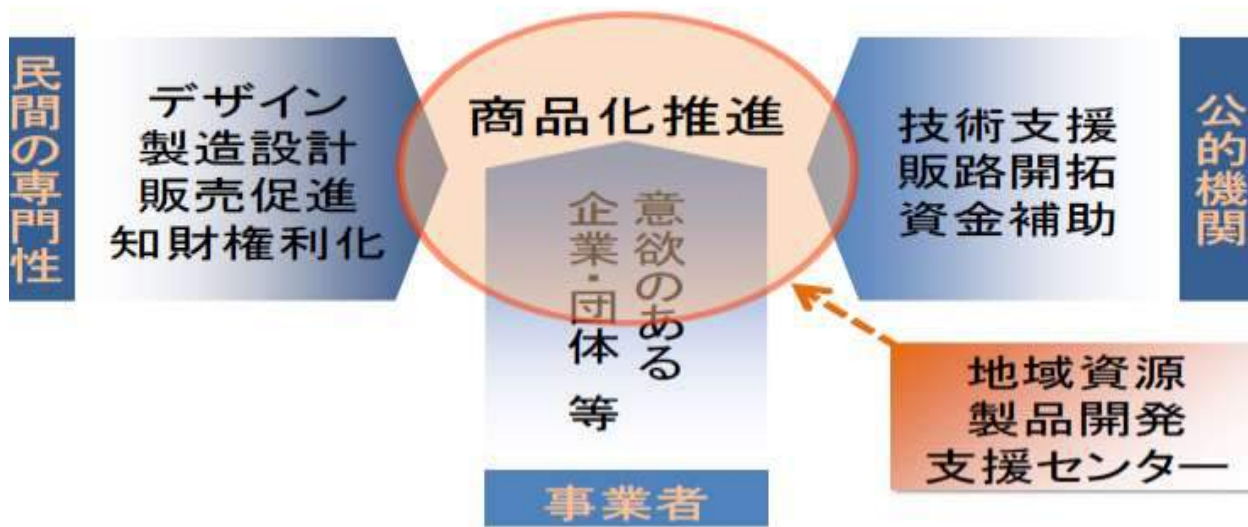 民間の専門性
デザイン
製造設計
販売促進
知財権利化
商品化推進
意欲のある
企業・団体 等
事業者
技術支援
販路開拓
資金補助
公的機関
地域資源
製品開発
支援センター